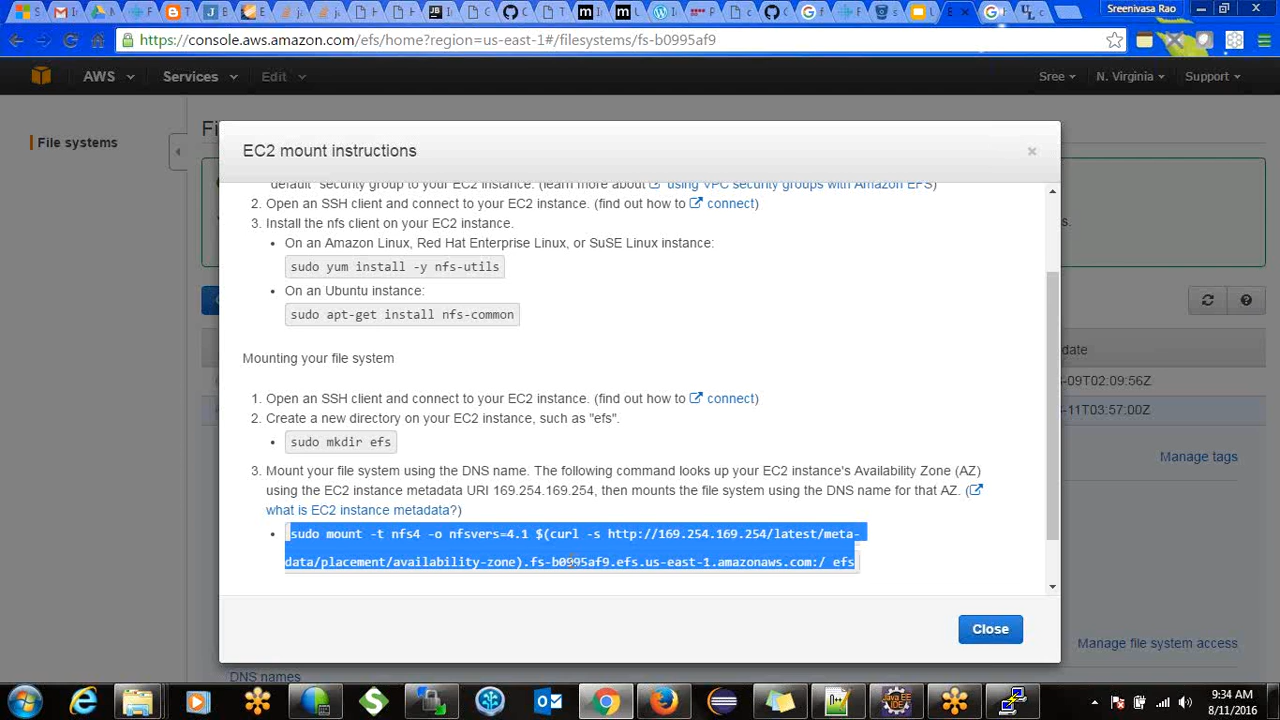 Sreenivasa Rao
https://console.aws.amazon.com/efs/home?region=us-east-1#/filesystems/fs-b0995af9
AWS Services Edit Sree N. Virginia Support
File systems
Fi
EC2 mount instructions
"default" security group to your EC2 instance. (learn more about using VPC security groups with Amazon EFS)
2. Open an SSH client and connect to your EC2 instance. (find out how to connect)
3. Install the nfs client on your EC2 instance.
• On an Amazon Linux, Red Hat Enterprise Linux, or SuSE Linux instance:
sudo yum install -y nfs-utils
• On an Ubuntu instance:
sudo apt-get install nfs-common
Mounting your file system
1. Open an SSH client and connect to your EC2 instance. (find out how to connect)
2. Create a new directory on your EC2 instance, such as "efs".
• sudo mkdir efs
3. Mount your file system using the DNS name. The following command looks up your EC2 instance's Availability Zone (AZ)
using the EC2 instance metadata URI 169.254.169.254, then mounts the file system using the DNS name for that AZ. (
what is EC2 instance metadata?)
• sudo mount -t nfs4 -o nfsvers=4.1 $(curl -s http://169.254.169.254/latest/meta-
data/placement/availability-zone).fs-b0995af9.efs.us-east-1.amazonaws.com:/ efs
Close
s.
date
-09T02:09:56Z
-11T03:57:00Z
Manage tags
Manage file system access
DNS names
9:34 AM
8/11/2016